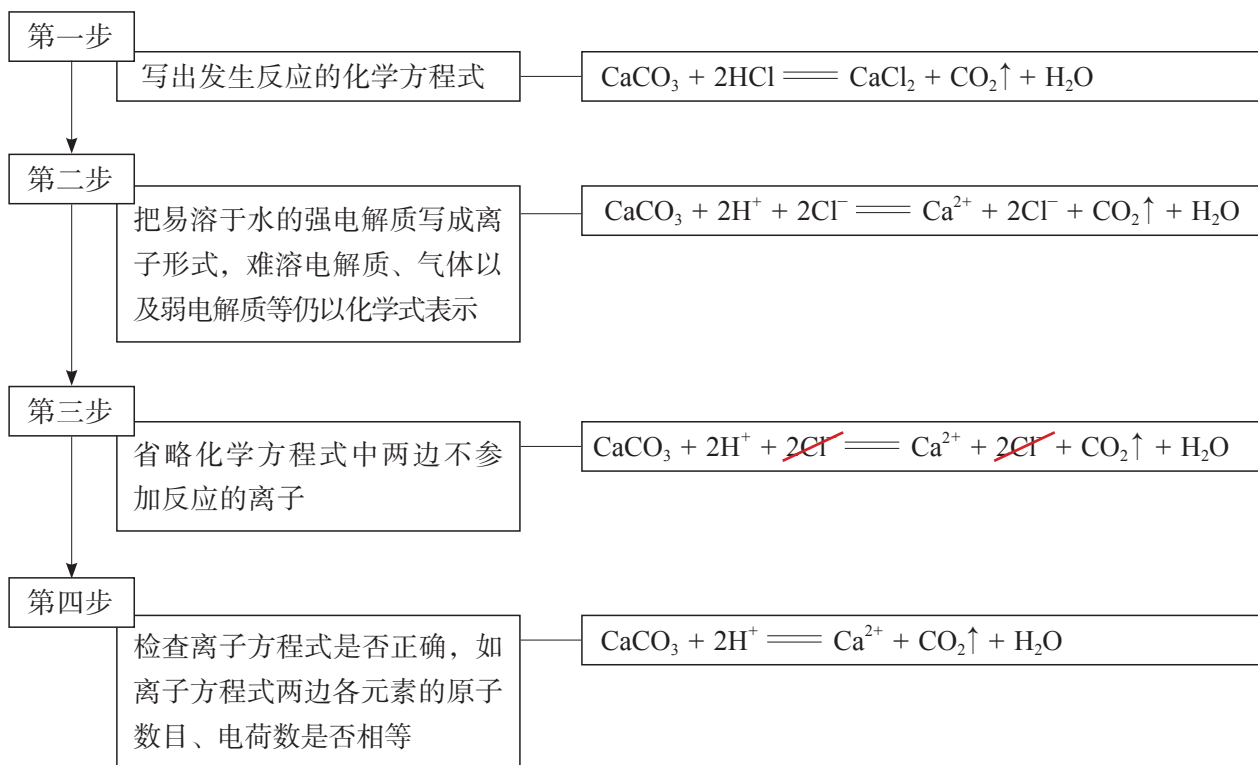 第一步
写出发生反应的化学方程式
CaCO₃ + 2HCl == CaCl₂ + CO₂↑ + H₂O
第二步
把易溶于水的强电解质写成离
子形式，难溶电解质、气体以
及弱电解质等仍以化学式表示
CaCO₃ + 2H⁺ + 2Cl⁻ == Ca²⁺ + 2Cl⁻ + CO₂↑ + H₂O
第三步
省略化学方程式中两边不参
加反应的离子
CaCO₃ + 2H⁺ + 2Cl⁻ == Ca²⁺ + 2Cl⁻ + CO₂↑ + H₂O
第四步
检查离子方程式是否正确，如
离子方程式两边各元素的原子
数目、电荷数是否相等
CaCO₃ + 2H⁺ == Ca²⁺ + CO₂↑ + H₂O